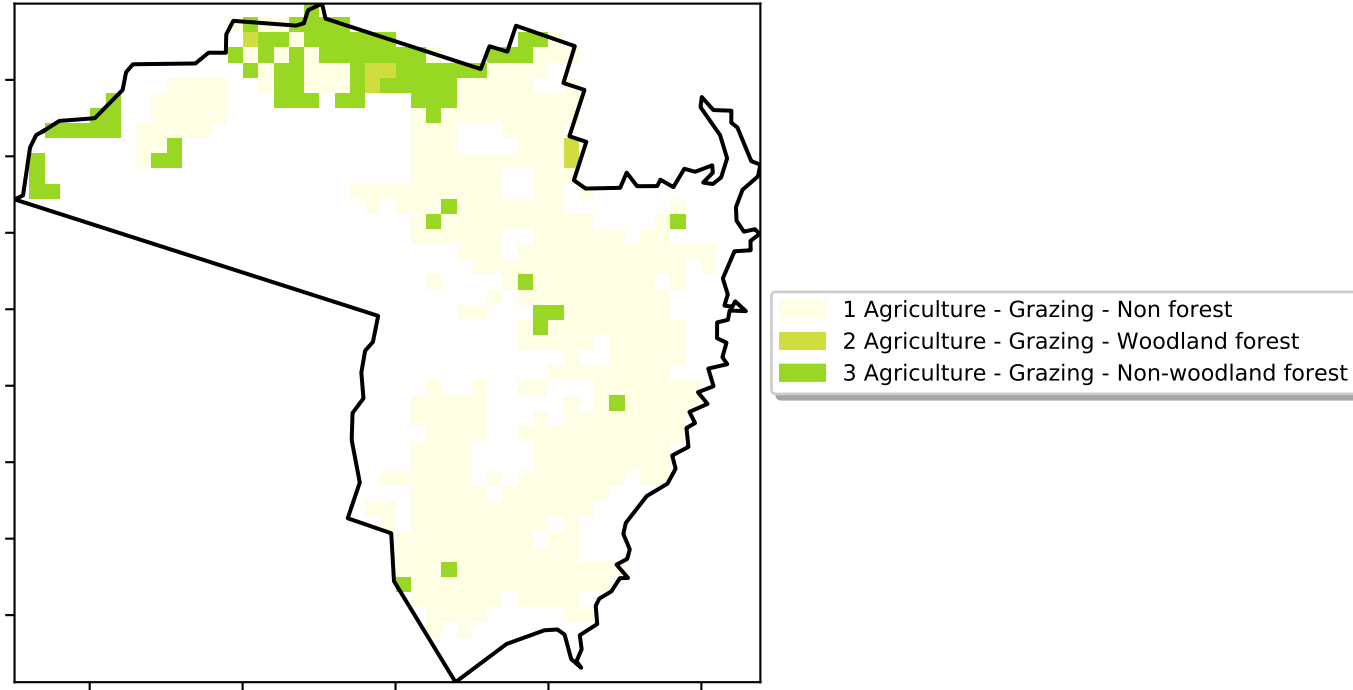 1 Agriculture - Grazing - Non forest
2 Agriculture - Grazing - Woodland forest
3 Agriculture - Grazing - Non-woodland forest